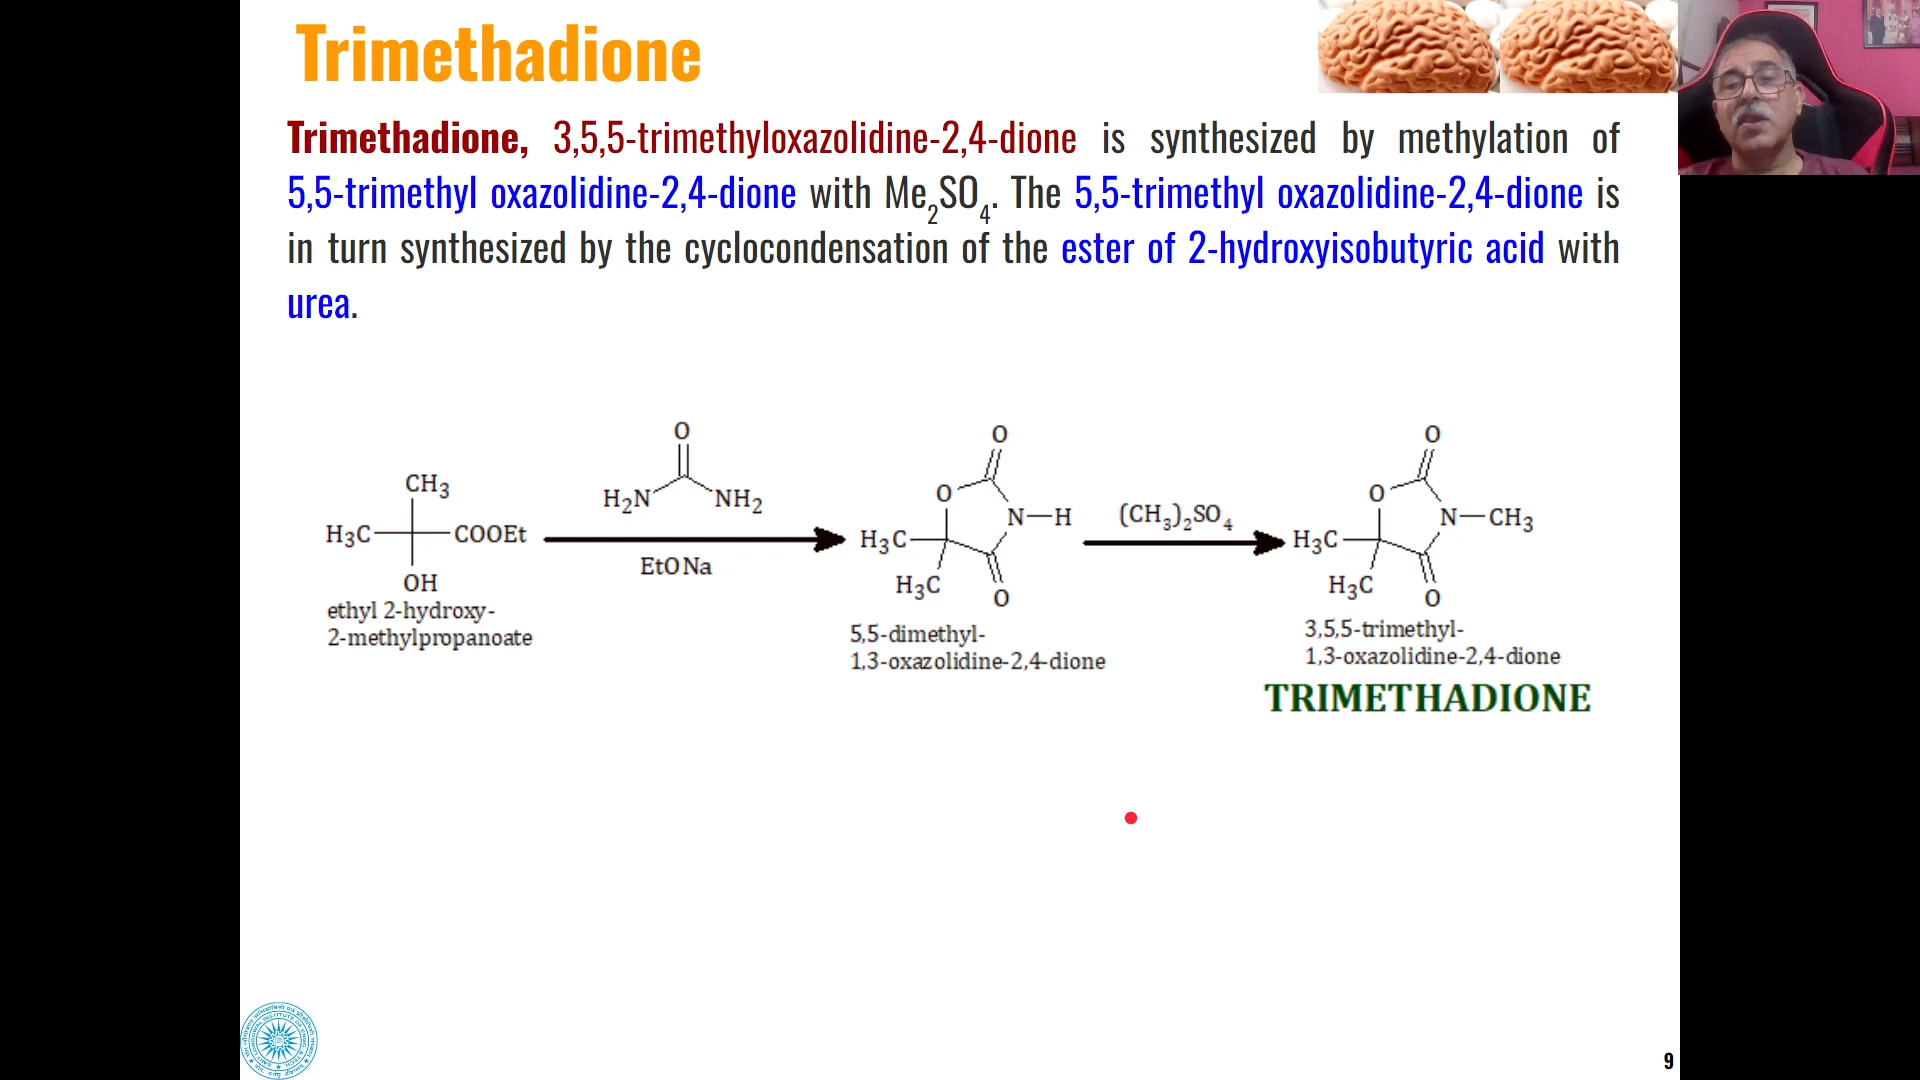 Trimethadione
Trimethadione, 3,5,5-trimethyloxazolidine-2,4-dione is synthesized by methylation of
5,5-trimethyl oxazolidine-2,4-dione with Me2SO4. The 5,5-trimethyl oxazolidine-2,4-dione is
in turn synthesized by the cyclocondensation of the ester of 2-hydroxyisobutyric acid with
urea.
CH3
H3C COOEt
OH
ethyl 2-hydroxy-
2-methylpropanoate
O
H2N NH2
EtONa
O
O
N-H
H3C
H3C
O
5,5-dimethyl-
1,3-oxazolidine-2,4-dione
(CH3)2SO4
O
O
N-CH3
H3C
H3C
O
3,5,5-trimethyl-
1,3-oxazolidine-2,4-dione
TRIMETHADIONE
9